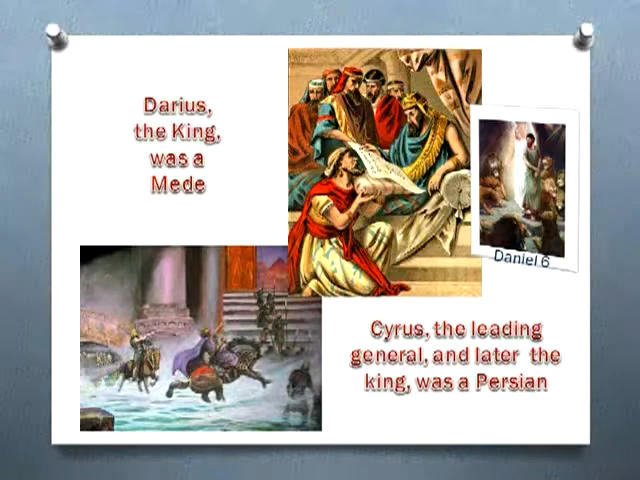 Darius,
the King,
was a
Mede
Daniel 6
Cyrus, the leading
general, and later the
king, was a Persian